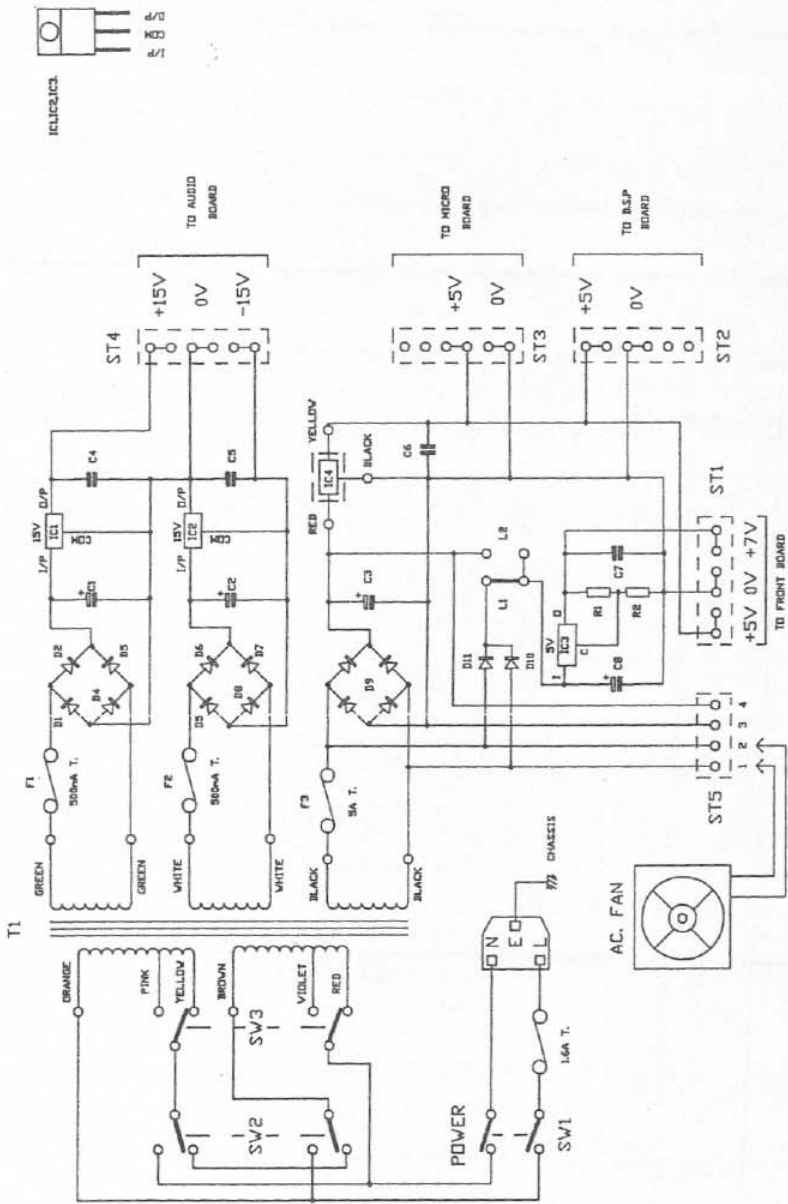 IC1,IC2,IC3.
O/P
COM
I/P
TO AUDIO
BOARD
+15V
0V
-15V
ST4
TO MICRO
BOARD
+5V
0V
ST3
TO D.S.P
BOARD
+5V
0V
ST2
T1
ORANGE
PINK
YELLOW
BROWN
VIOLET
RED
SW3
SW2
GREEN
GREEN
F1
500mA T.
D1
D2
D4
D5
C1
I/P
15V
O/P
IC1
COM
C4
WHITE
WHITE
F2
500mA T.
D5
D6
D8
D7
C2
I/P
15V
O/P
IC2
COM
C5
BLACK
BLACK
F3
5A T.
D9
C3
RED
IC4
YELLOW
BLACK
C6
D11
D10
L1
L2
5V
I
IC3
O
C
C8
R1
R2
C7
ST1
+5V 0V +7V
TO FRONT BOARD
ST5
1
2
3
4
AC. FAN
CHASSIS
N
E
L
1.6A T.
POWER
SW1